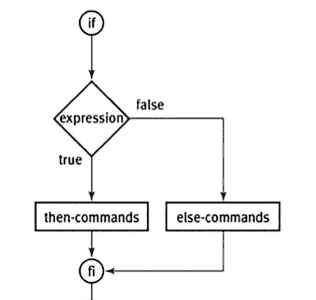 if
expression
false
true
then-commands
else-commands
fi